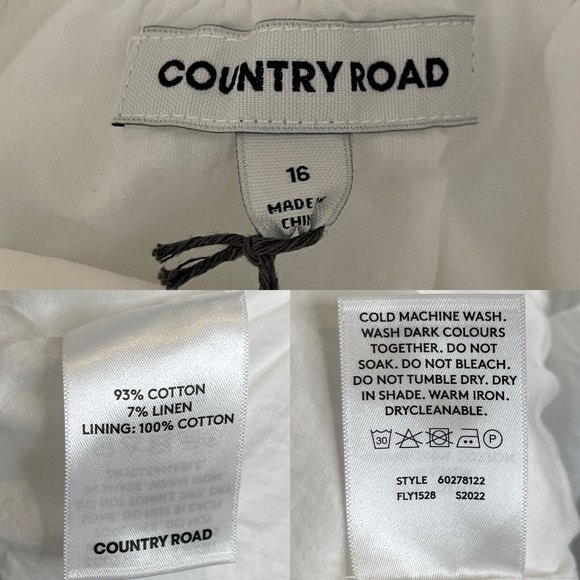 COUNTRY ROAD
16
MADE IN
CHINA
93% COTTON
7% LINEN
LINING: 100% COTTON
COUNTRY ROAD
COLD MACHINE WASH.
WASH DARK COLOURS
TOGETHER. DO NOT
SOAK. DO NOT BLEACH.
DO NOT TUMBLE DRY. DRY
IN SHADE. WARM IRON.
DRYCLEANABLE.
30 P
STYLE 60278122
FLY1528 S2022